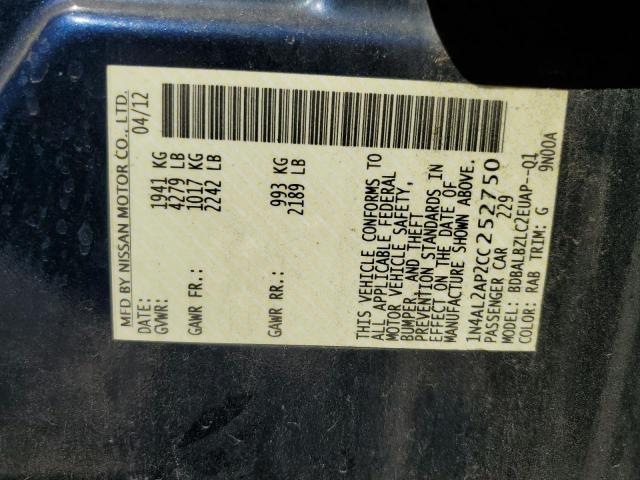 MFD BY NISSAN MOTOR CO., LTD.
DATE: 04/12
GVWR: 1941 KG
4279 LB
GAWR FR.: 1017 KG
2242 LB
GAWR RR.: 993 KG
2189 LB
THIS VEHICLE CONFORMS TO
ALL APPLICABLE FEDERAL
MOTOR VEHICLE SAFETY,
BUMPER, AND THEFT
PREVENTION STANDARDS IN
EFFECT ON THE DATE OF
MANUFACTURE SHOWN ABOVE.
1N4AL2AP2CC252750
PASSENGER CAR 229
MODEL: BDBALBZLC2EUAP--Q1
COLOR: RAB TRIM: G 9N00A